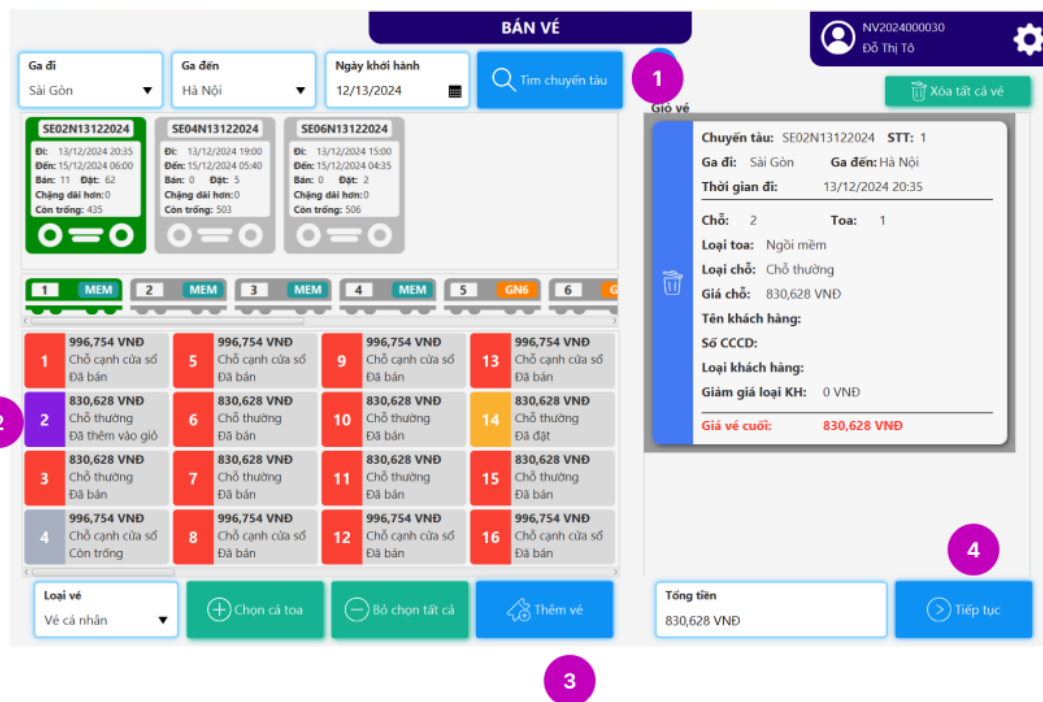 BÁN VÉ
NV2024000030
Đỗ Thị Tô
Ga đi
Sài Gòn
Ga đến
Hà Nội
Ngày khởi hành
12/13/2024
Tìm chuyến tàu
1
Xóa tất cả vé
Giỏ vé
SE02N13122024
Đi: 13/12/2024 20:35
Đến: 15/12/2024 06:00
Bán: 11 Đặt: 62
Chặng dài hơn:0
Còn trống: 435
SE04N13122024
Đi: 13/12/2024 19:00
Đến: 15/12/2024 05:40
Bán: 0 Đặt: 5
Chặng dài hơn:0
Còn trống: 503
SE06N13122024
Đi: 13/12/2024 15:00
Đến: 15/12/2024 04:35
Bán: 0 Đặt: 2
Chặng dài hơn:0
Còn trống: 506
1 MEM 2 MEM 3 MEM 4 MEM 5 GN6 6 G
1
996,754 VNĐ
Chỗ cạnh cửa sổ
Đã bán
5
996,754 VNĐ
Chỗ cạnh cửa sổ
Đã bán
9
996,754 VNĐ
Chỗ cạnh cửa sổ
Đã bán
13
996,754 VNĐ
Chỗ cạnh cửa sổ
Đã bán
2
2
830,628 VNĐ
Chỗ thường
Đã thêm vào giỏ
6
830,628 VNĐ
Chỗ thường
Đã bán
10
830,628 VNĐ
Chỗ thường
Đã bán
14
830,628 VNĐ
Chỗ thường
Đã đặt
3
830,628 VNĐ
Chỗ thường
Đã bán
7
830,628 VNĐ
Chỗ thường
Đã bán
11
830,628 VNĐ
Chỗ thường
Đã bán
15
830,628 VNĐ
Chỗ thường
Đã bán
4
996,754 VNĐ
Chỗ cạnh cửa sổ
Còn trống
8
996,754 VNĐ
Chỗ cạnh cửa sổ
Đã bán
12
996,754 VNĐ
Chỗ cạnh cửa sổ
Đã bán
16
996,754 VNĐ
Chỗ cạnh cửa sổ
Đã bán
Loại vé
Vé cá nhân
Chọn cả toa
Bỏ chọn tất cả
Thêm vé
3
Chuyến tàu: SE02N13122024 STT: 1
Ga đi: Sài Gòn Ga đến: Hà Nội
Thời gian đi: 13/12/2024 20:35
Chỗ: 2 Toa: 1
Loại toa: Ngồi mềm
Loại chỗ: Chỗ thường
Giá chỗ: 830,628 VNĐ
Tên khách hàng:
Số CCCD:
Loại khách hàng:
Giảm giá loại KH: 0 VNĐ
Giá vé cuối: 830,628 VNĐ
4
Tổng tiền
830,628 VNĐ
Tiếp tục